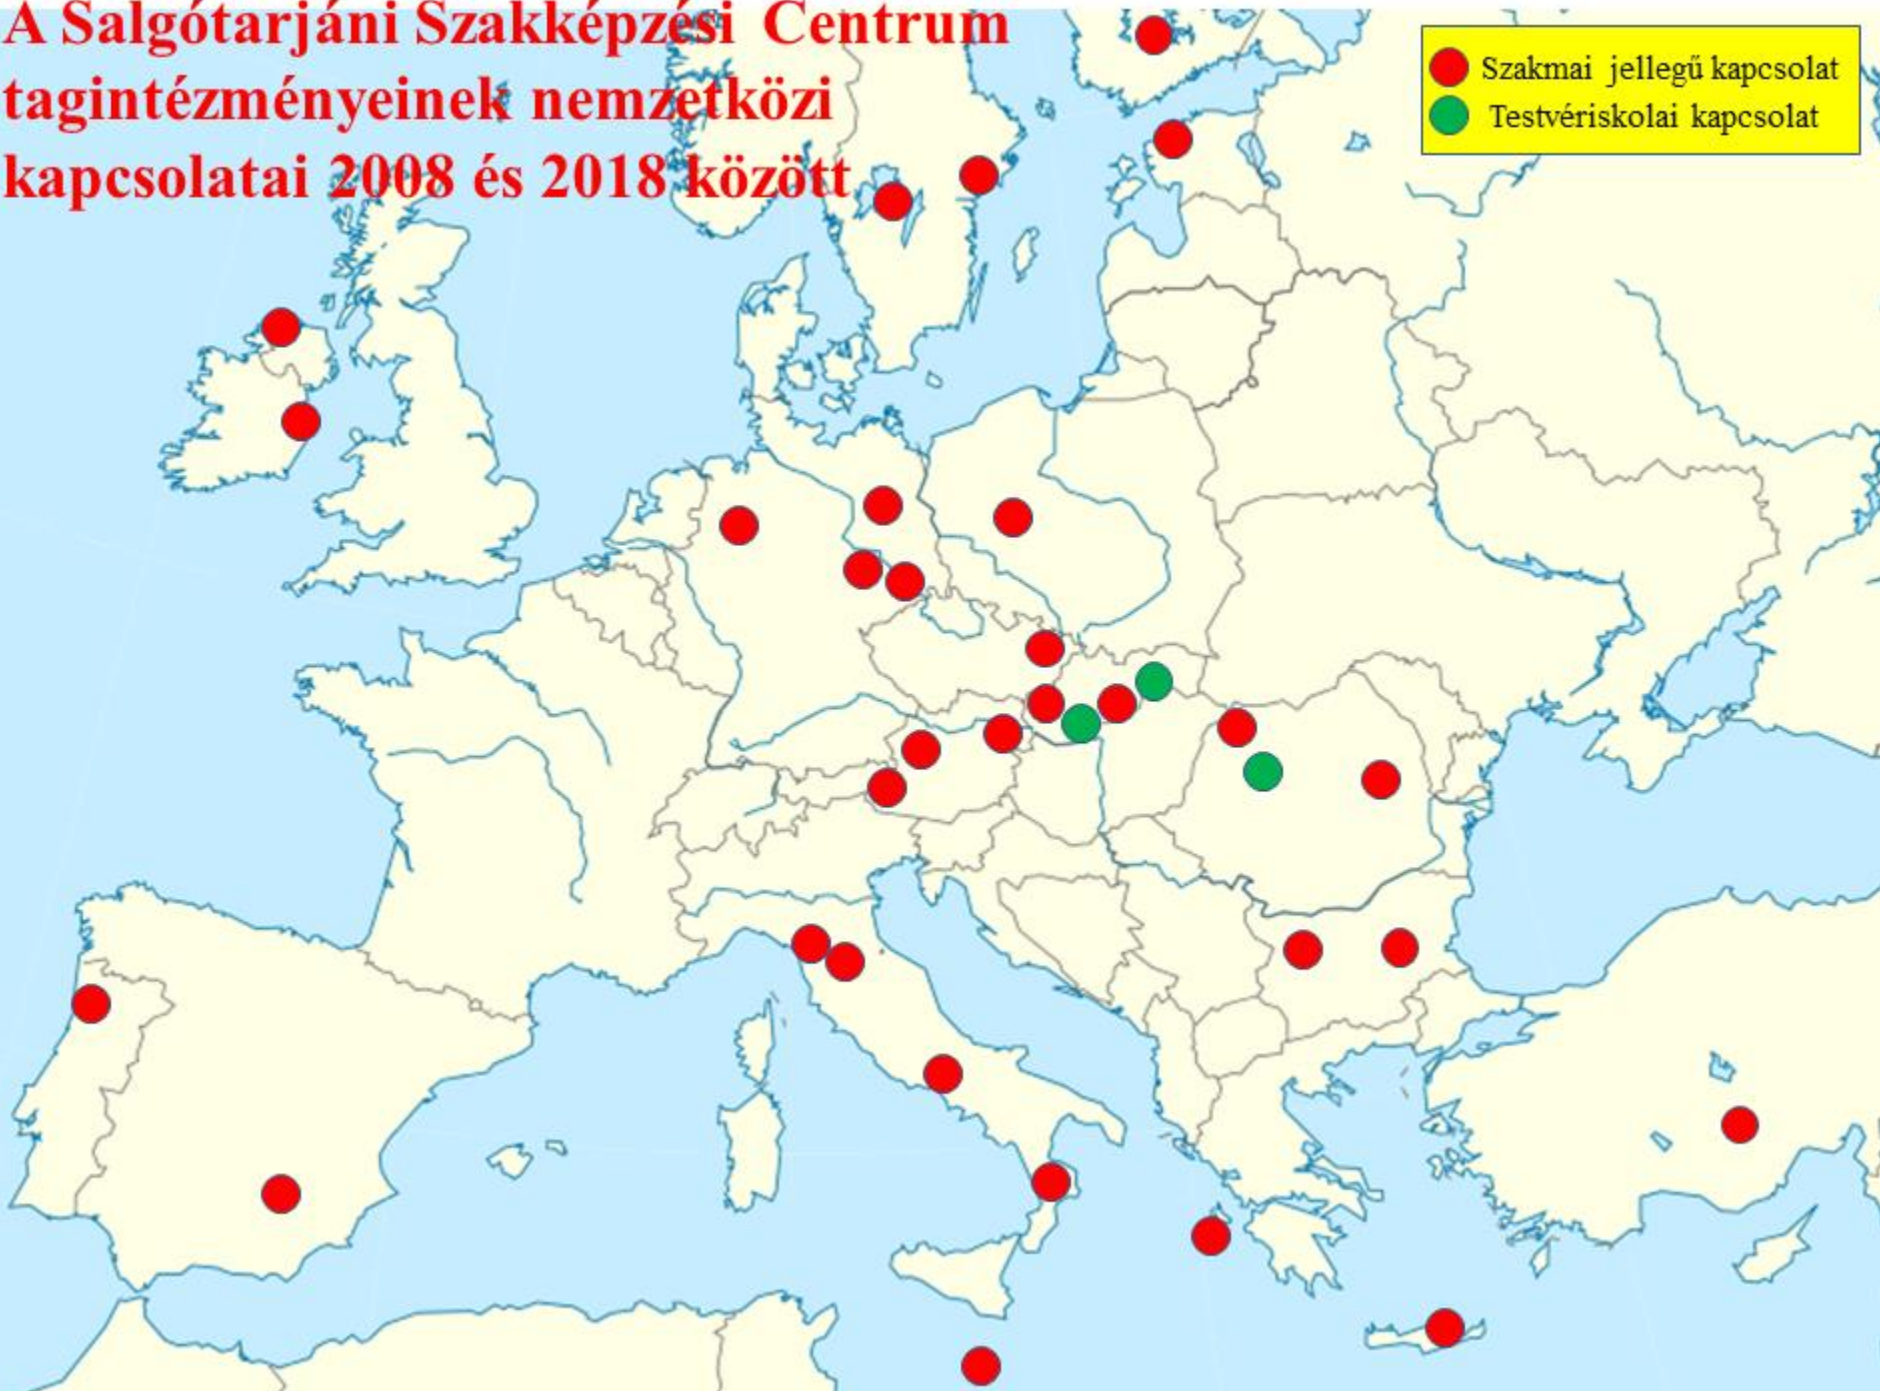 A Salgótarjáni Szakképzési Centrum
tagintézményeinek nemzetközi
kapcsolatai 2008 és 2018 között
Szakmai jellegű kapcsolat
Testvériskolai kapcsolat